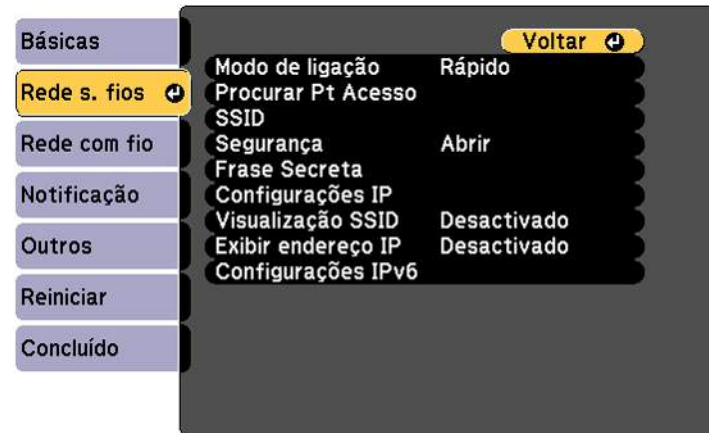 Básicas
Rede s. fios
Rede com fio
Notificação
Outros
Reiniciar
Concluído
Voltar
Modo de ligação Rápido
Procurar Pt Acesso
SSID
Segurança Abrir
Frase Secreta
Configurações IP
Visualização SSID Desactivado
Exibir endereço IP Desactivado
Configurações IPv6